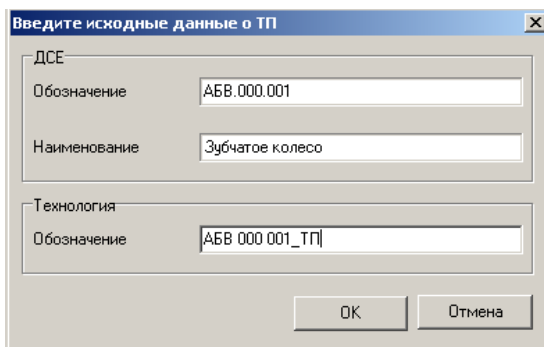 Введите исходные данные о ТП
ДСЕ
Обозначение АБВ.000.001
Наименование Зубчатое колесо
Технология
Обозначение АБВ 000 001_ТП
OK Отмена